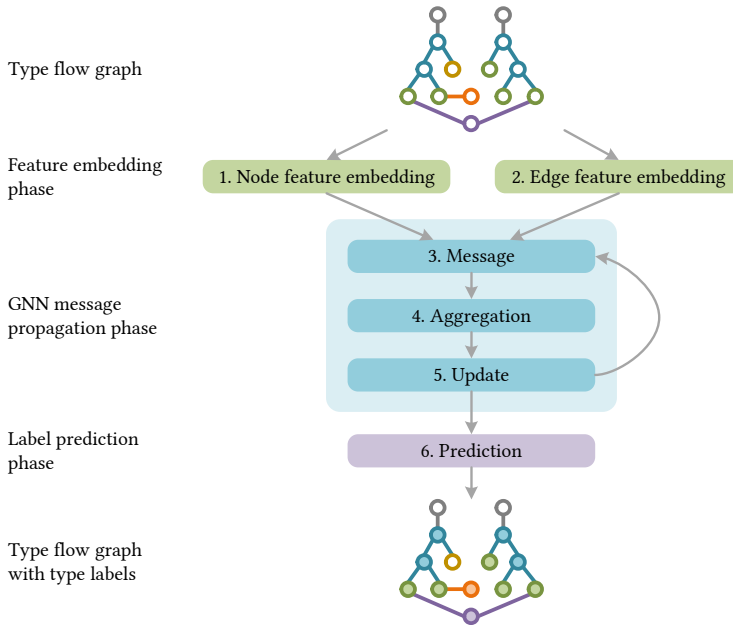 Type flow graph
Feature embedding
phase
1. Node feature embedding
2. Edge feature embedding
3. Message
GNN message
propagation phase
4. Aggregation
5. Update
Label prediction
phase
6. Prediction
Type flow graph
with type labels